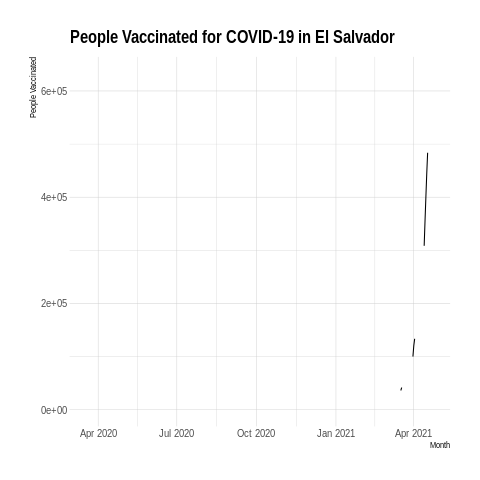 People Vaccinated for COVID-19 in El Salvador
People Vaccinated
6e+05
4e+05
2e+05
0e+00
Apr 2020
Jul 2020
Oct 2020
Jan 2021
Apr 2021
Month